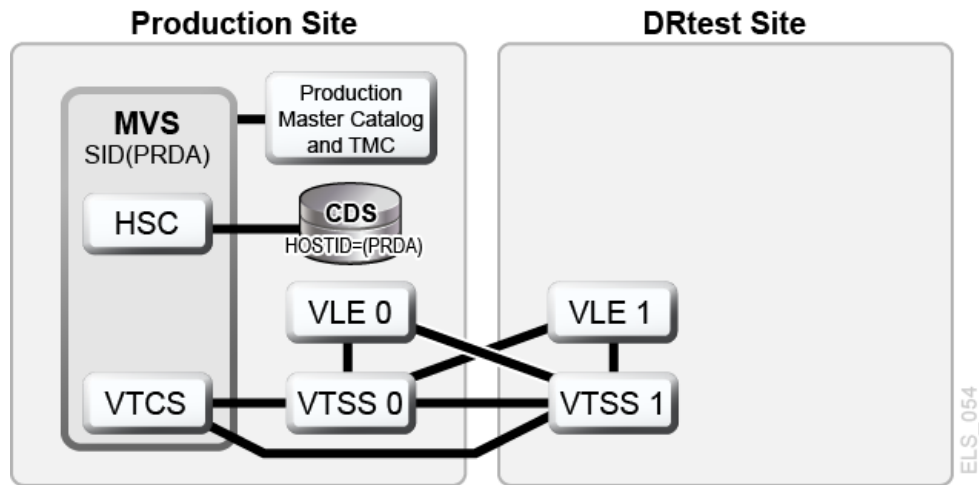 Production Site
DRtest Site
MVS
SID(PRDA)
Production
Master Catalog
and TMC
HSC
CDS
HOSTID=(PRDA)
VLE 0
VLE 1
VTCS
VTSS 0
VTSS 1
ELS_054